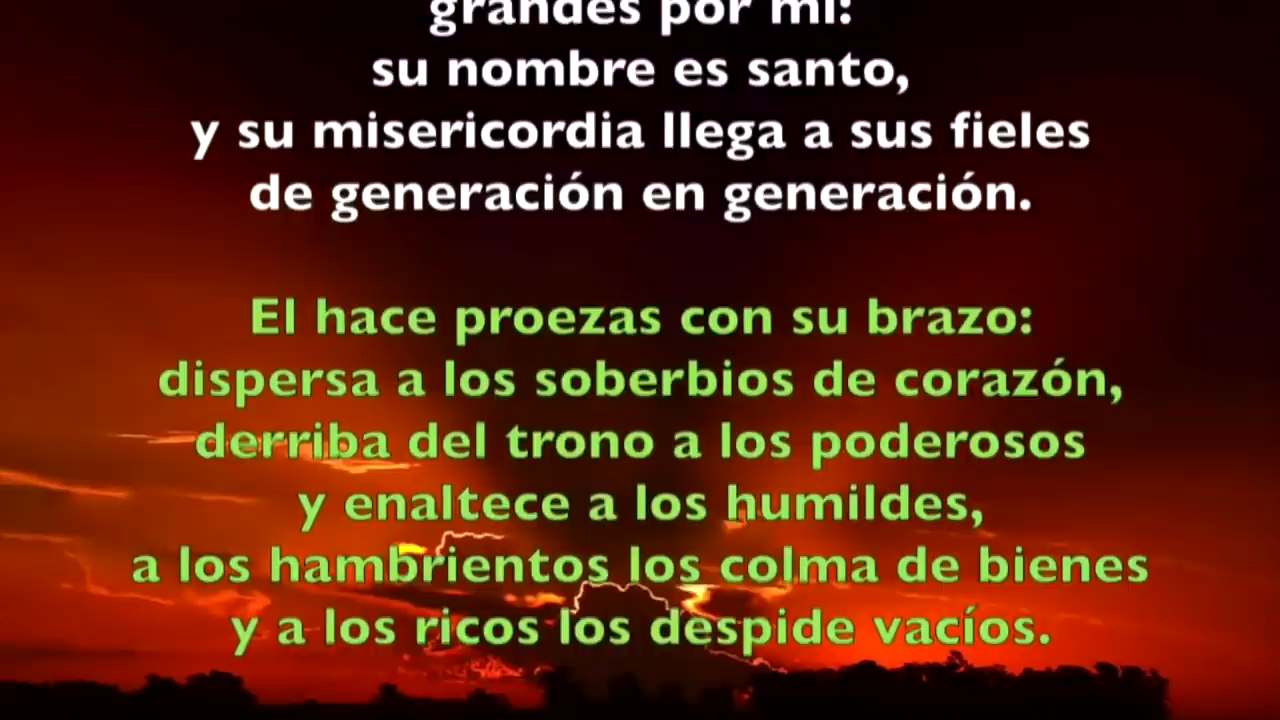 grandes por mí:
su nombre es santo,
y su misericordia llega a sus fieles
de generación en generación.
El hace proezas con su brazo:
dispersa a los soberbios de corazón,
derriba del trono a los poderosos
y enaltece a los humildes,
a los hambrientos los colma de bienes
y a los ricos los despide vacíos.